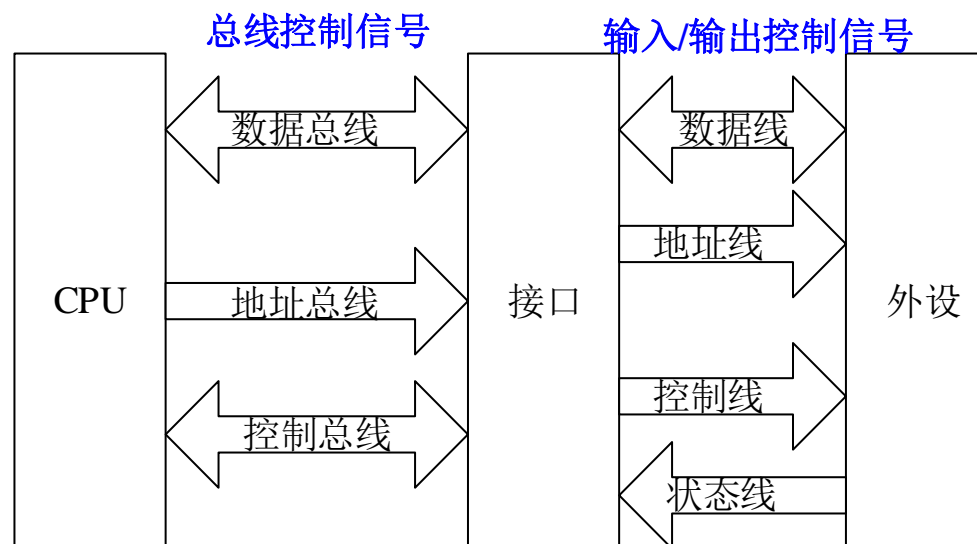 总线控制信号
输入/输出控制信号
数据总线
数据线
地址线
CPU
地址总线
接口
外设
控制线
控制总线
状态线